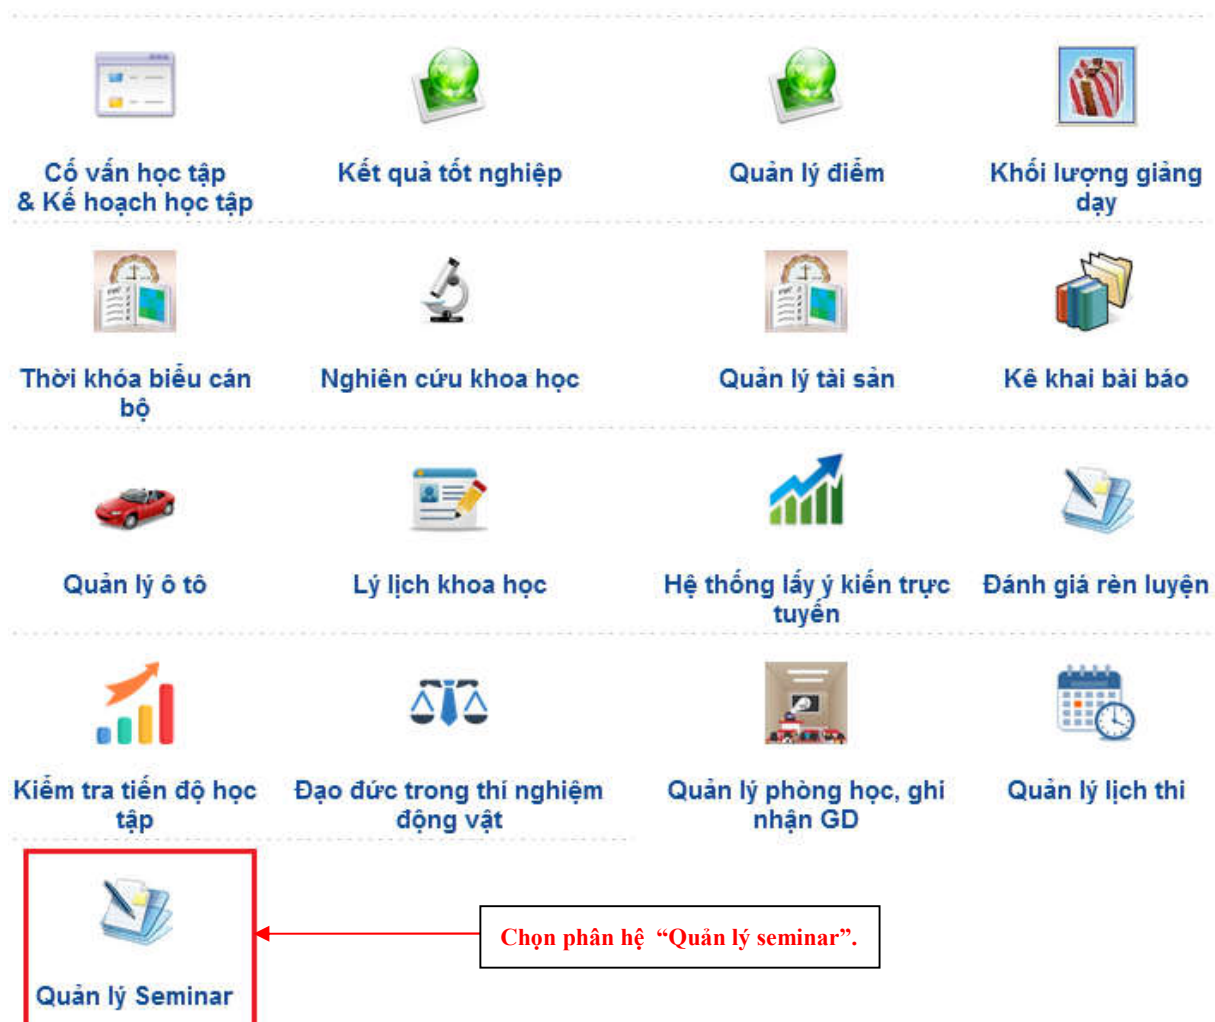 Cố vấn học tập
& Kế hoạch học tập
Kết quả tốt nghiệp
Quản lý điểm
Khối lượng giảng
dạy
Thời khóa biểu cán
bộ
Nghiên cứu khoa học
Quản lý tài sản
Kê khai bài báo
Quản lý ô tô
Lý lịch khoa học
Hệ thống lấy ý kiến trực
tuyến
Đánh giá rèn luyện
Kiểm tra tiến độ học
tập
Đạo đức trong thí nghiệm
động vật
Quản lý phòng học, ghi
nhận GD
Quản lý lịch thi
Quản lý Seminar
Chọn phân hệ “Quản lý seminar”.